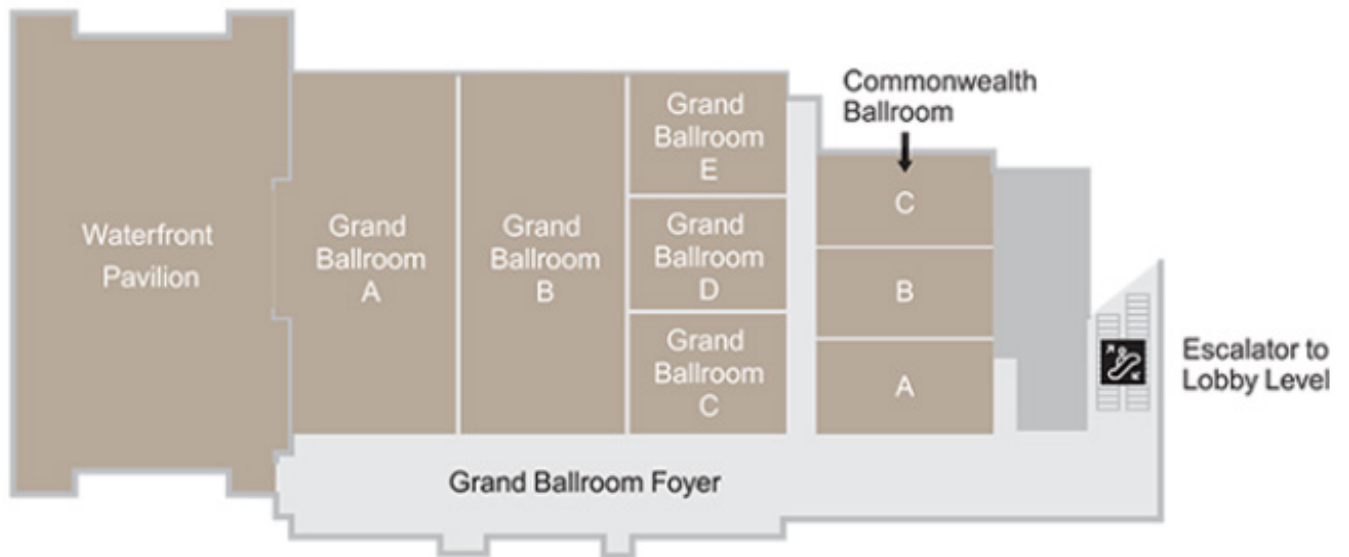 Waterfront
Pavilion
Grand
Ballroom
A
Grand
Ballroom
B
Grand
Ballroom
E
Grand
Ballroom
D
Grand
Ballroom
C
Commonwealth
Ballroom
C
B
A
Escalator to
Lobby Level
Grand Ballroom Foyer